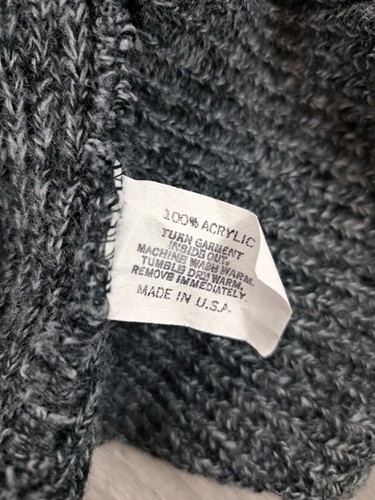 100% ACRYLIC
TURN GARMENT
INSIDE OUT.
MACHINE WASH WARM.
TUMBLE DRY WARM.
REMOVE IMMEDIATELY.
MADE IN U.S.A.